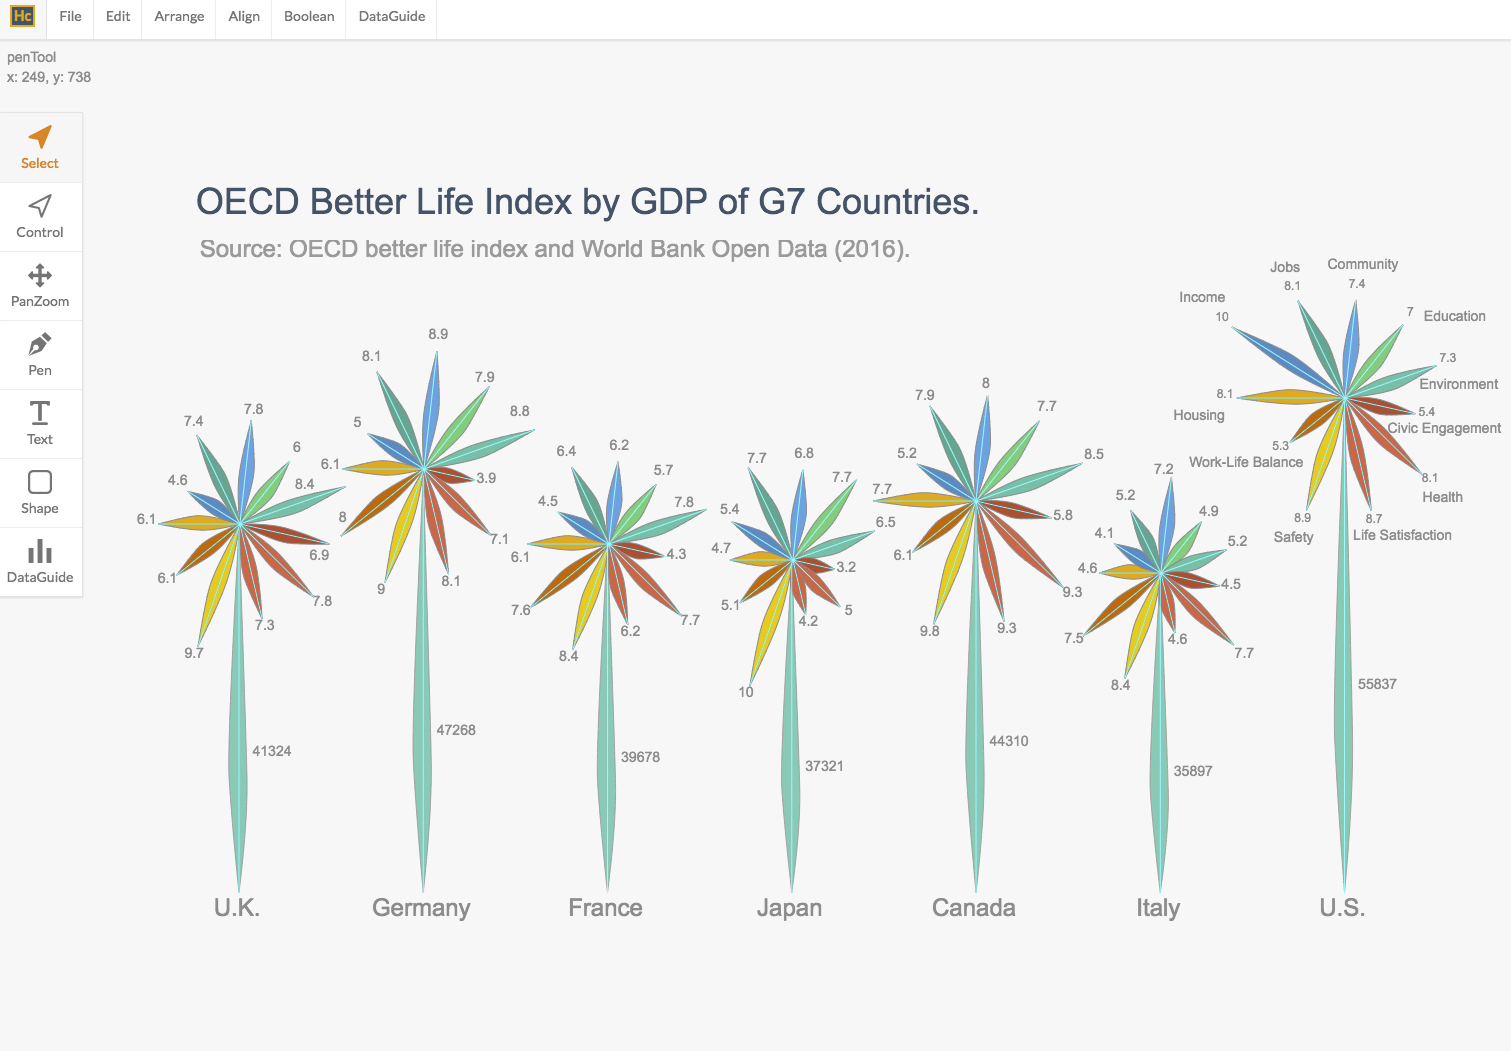 Hc File Edit Arrange Align Boolean DataGuide
penTool
x: 249, y: 738
Select
Control
PanZoom
Pen
Text
Shape
DataGuide
OECD Better Life Index by GDP of G7 Countries.
Source: OECD better life index and World Bank Open Data (2016).
7.4
7.8
6
4.6
8.4
6.1
6.9
6.1
7.8
7.3
9.7
41324
U.K.
8.9
8.1
7.9
5
8.8
6.1
3.9
8
7.1
8.1
9
47268
Germany
6.4
6.2
5.7
4.5
7.8
6.1
4.3
7.6
7.7
6.2
8.4
39678
France
7.7
6.8
7.7
5.4
6.5
4.7
3.2
5.1
5
4.2
10
37321
Japan
8
7.9
7.7
5.2
8.5
7.7
5.8
6.1
9.3
9.8
9.3
44310
Canada
7.2
5.2
4.9
4.1
5.2
4.6
4.5
7.5
4.6
7.7
8.4
35897
Italy
Community
7.4
Jobs
8.1
Income
10
7
Education
7.3
Environment
8.1
Housing
5.4
Civic Engagement
5.3
Work-Life Balance
8.1
Health
8.9
Safety
8.7
Life Satisfaction
55837
U.S.